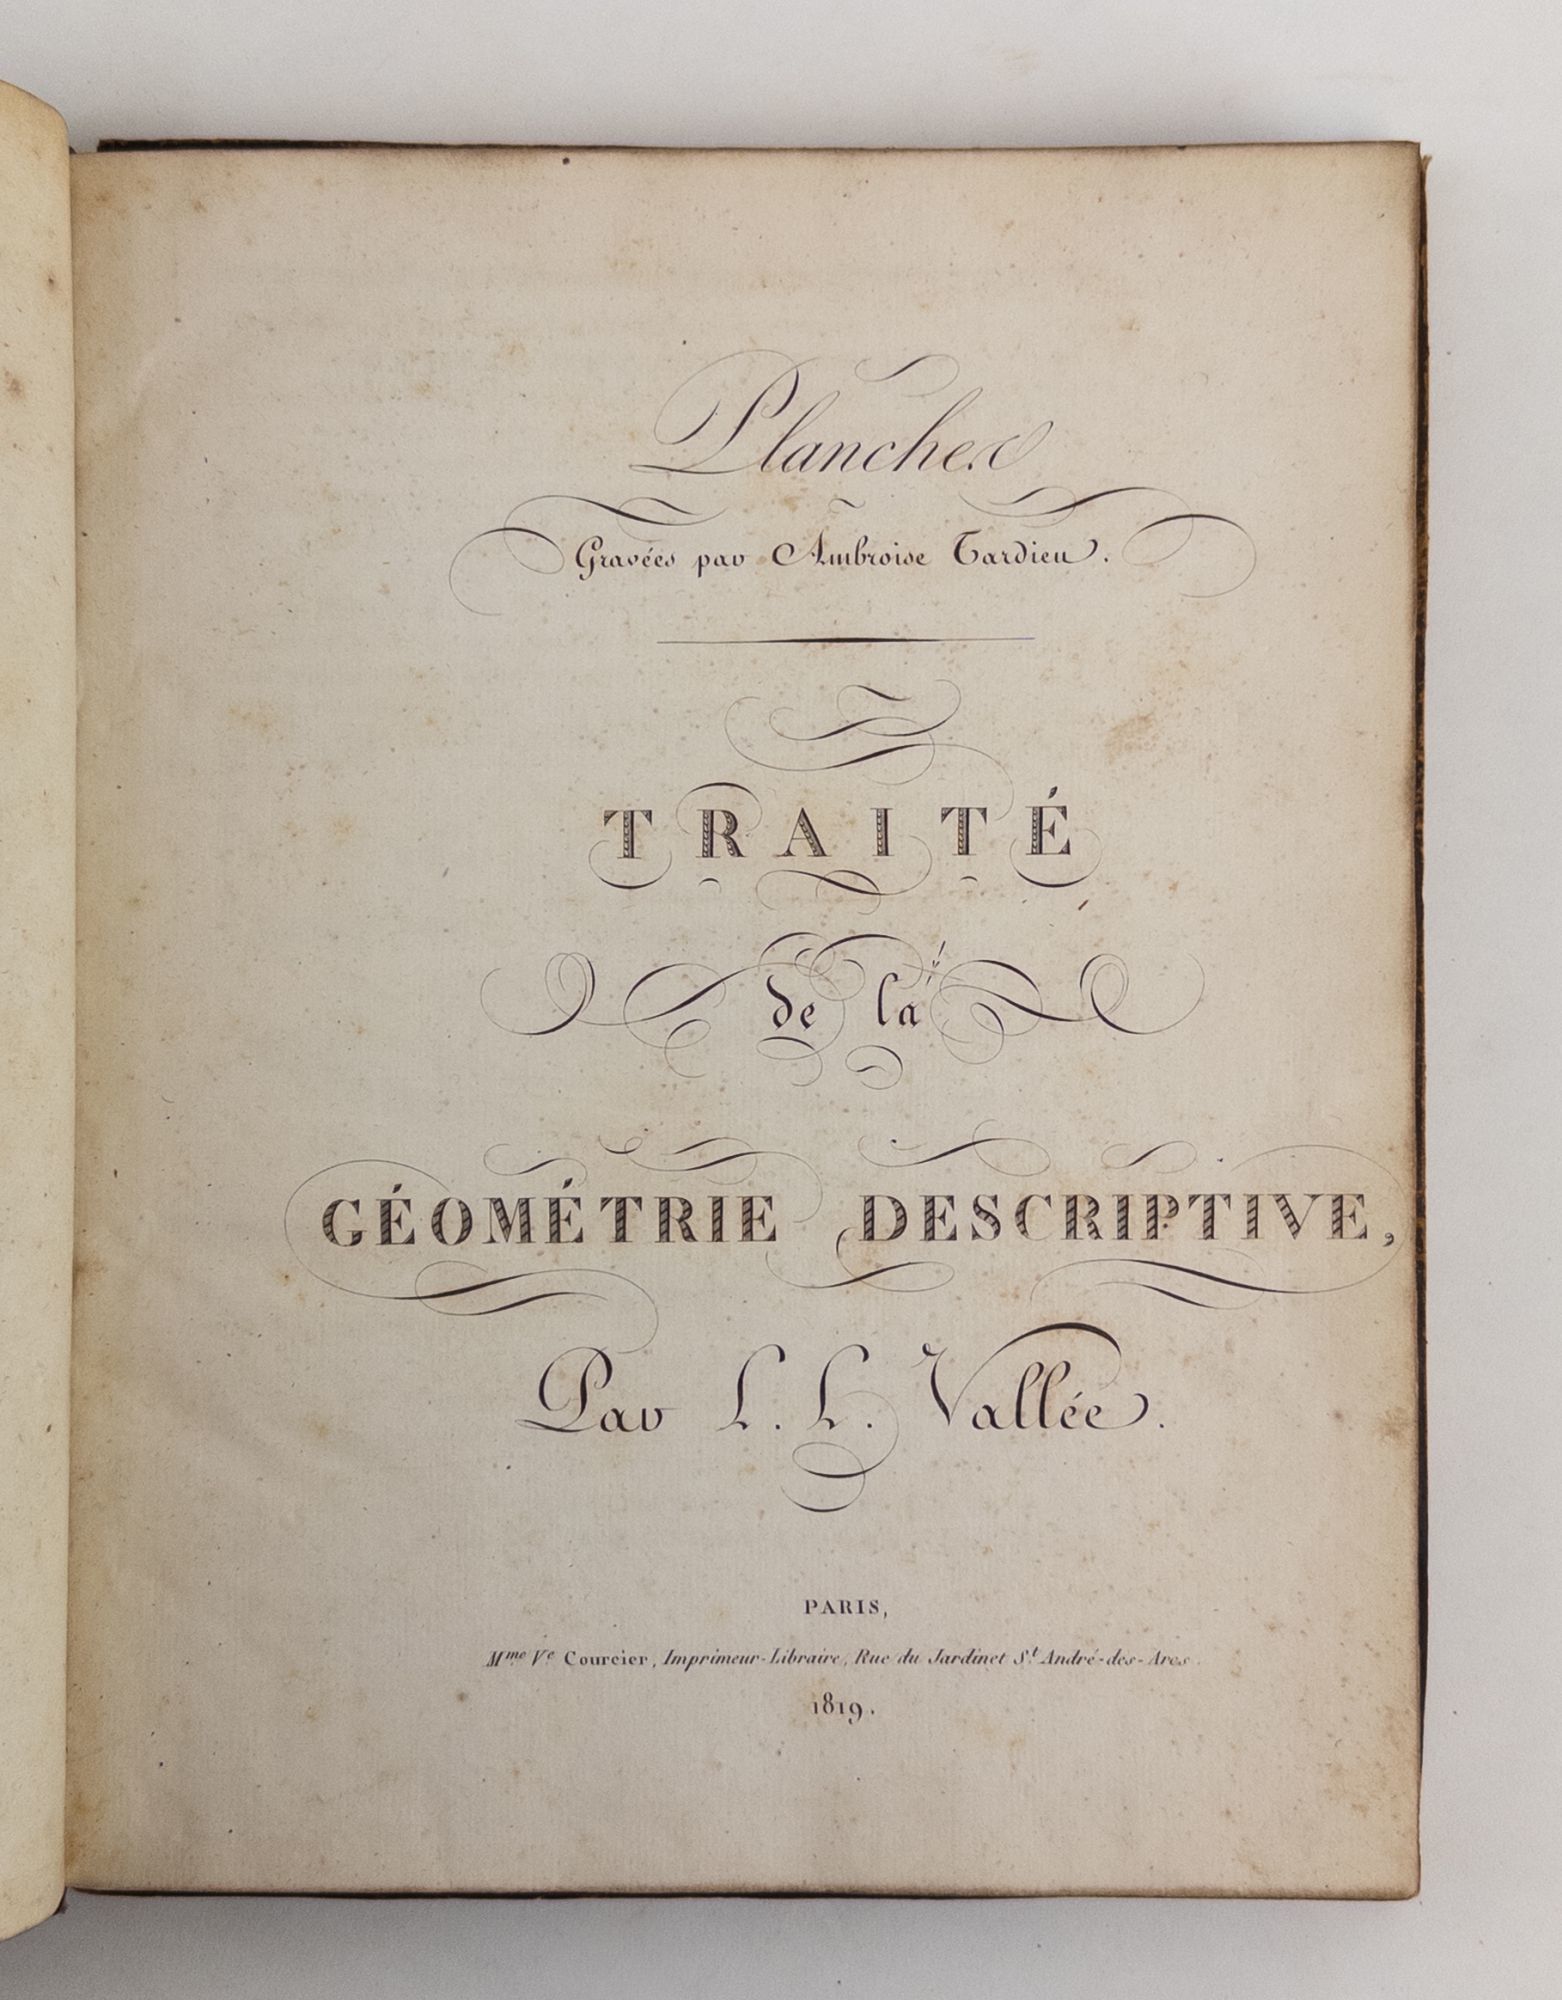 Planches
Gravées par Ambroise Tardieu.
TRAITÉ
de la
GÉOMÉTRIE DESCRIPTIVE,
Par L. L. Vallée.
PARIS,
Mme Ve Courcier, Imprimeur-Libraire, Rue du Jardinet St. André-des-Arcs.
1819.